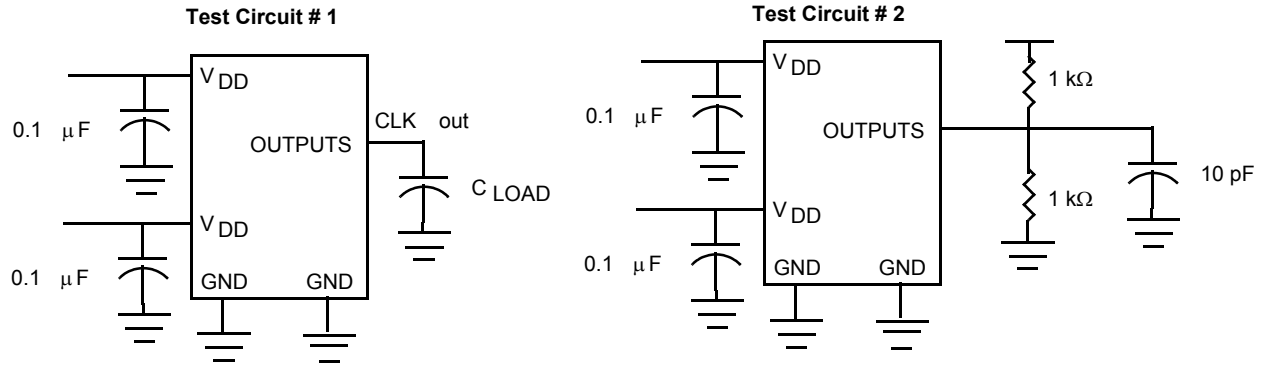 Test Circuit # 1
V DD
0.1 μF
CLK out
OUTPUTS
C LOAD
V DD
0.1 μF
GND GND
Test Circuit # 2
V DD
0.1 μF
1 kΩ
OUTPUTS
10 pF
1 kΩ
V DD
0.1 μF
GND GND